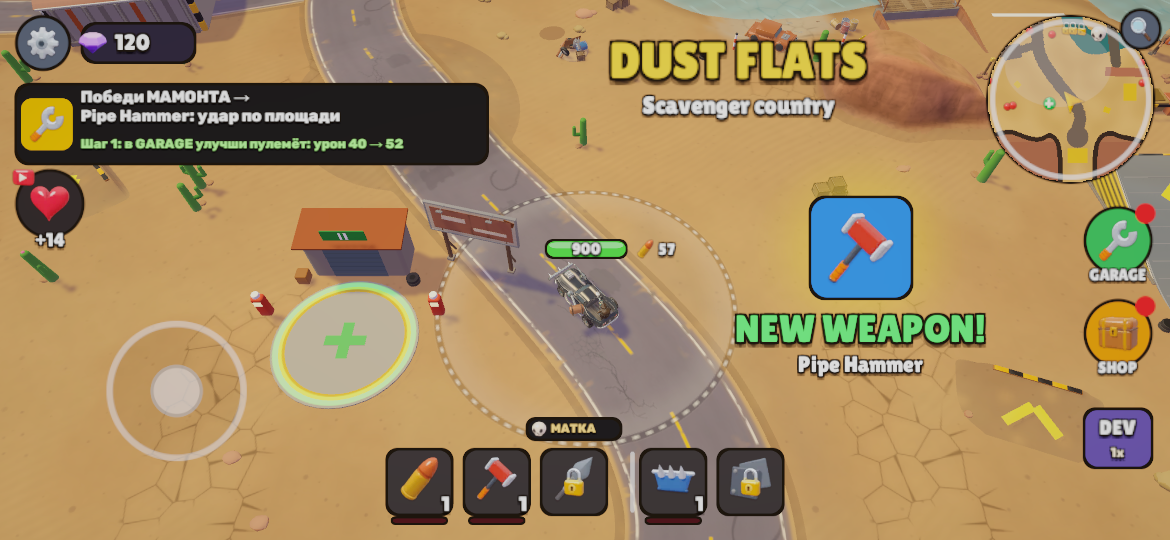 120
DUST FLATS
Scavenger country
Победи МАМОНТА →
Pipe Hammer: удар по площади
Шаг 1: в GARAGE улучши пулемёт: урон 40 → 52
+14
900
57
GARAGE
NEW WEAPON!
Pipe Hammer
SHOP
MATKA
DEV
1x
1
1
1